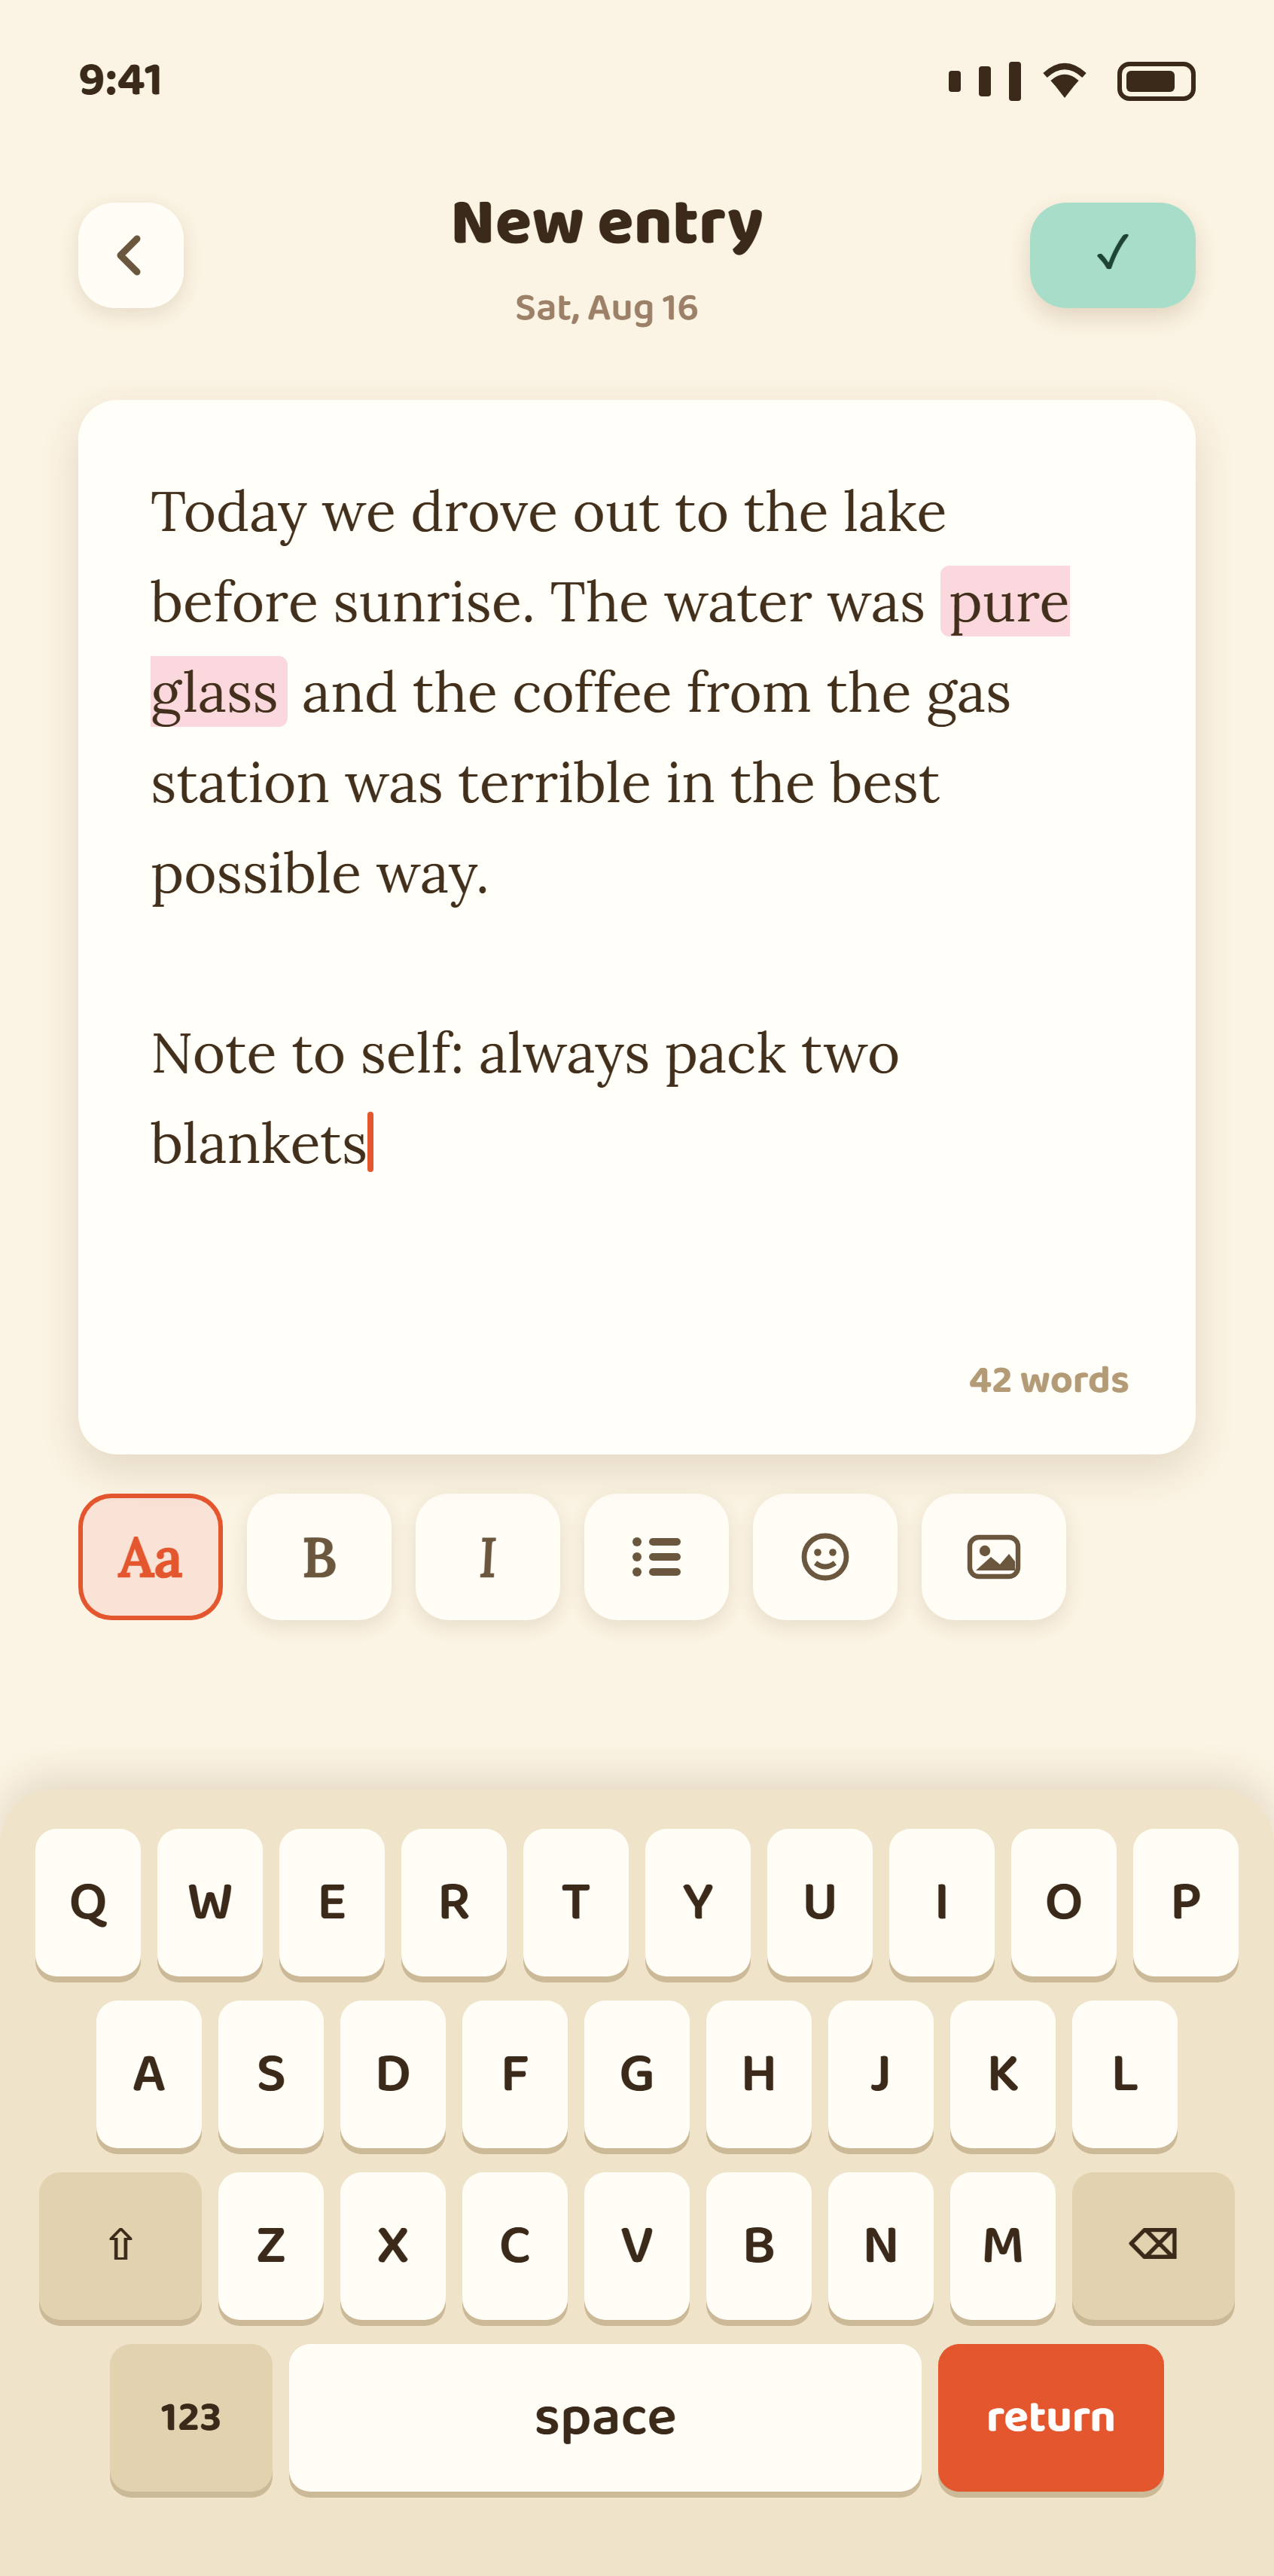 9:41
New entry
Sat, Aug 16
✓
Today we drove out to the lake
before sunrise. The water was pure
glass and the coffee from the gas
station was terrible in the best
possible way.
Note to self: always pack two
blankets
42 words
Aa B I
Q W E R T Y U I O P
A S D F G H J K L
⇧ Z X C V B N M ⌫
123 space return